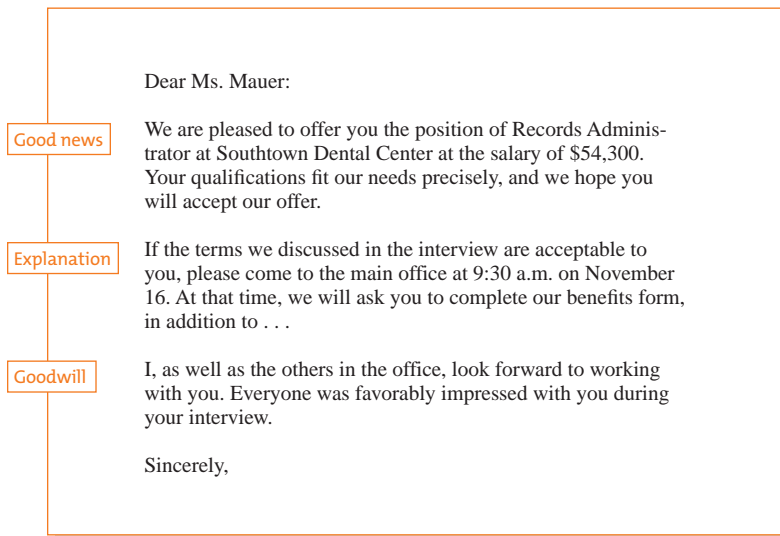 Dear Ms. Mauer:
Good news
We are pleased to offer you the position of Records Adminis-
trator at Southtown Dental Center at the salary of $54,300.
Your qualifications fit our needs precisely, and we hope you
will accept our offer.
Explanation
If the terms we discussed in the interview are acceptable to
you, please come to the main office at 9:30 a.m. on November
16. At that time, we will ask you to complete our benefits form,
in addition to . . .
Goodwill
I, as well as the others in the office, look forward to working
with you. Everyone was favorably impressed with you during
your interview.
Sincerely,